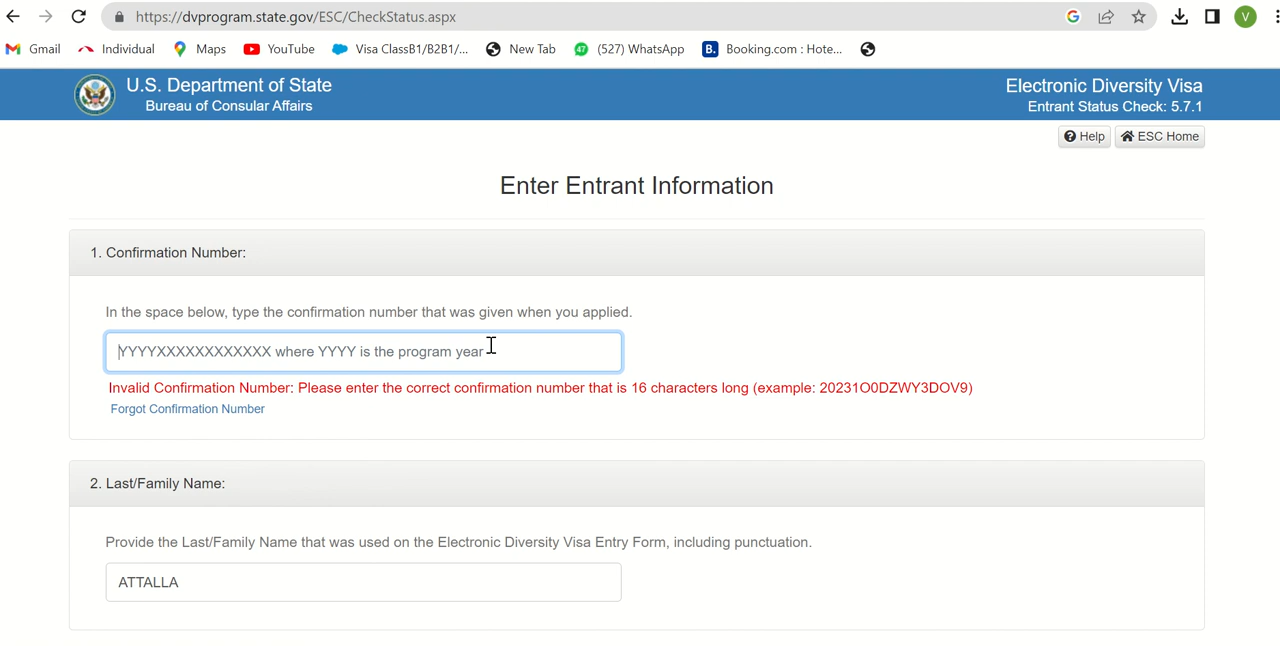 https://dvprogram.state.gov/ESC/CheckStatus.aspx
V
Gmail Individual Maps YouTube Visa ClassB1/B2B1/... New Tab 47 (527) WhatsApp B. Booking.com : Hote...
U.S. Department of State
Bureau of Consular Affairs
Electronic Diversity Visa
Entrant Status Check: 5.7.1
Help ESC Home
Enter Entrant Information
1. Confirmation Number:
In the space below, type the confirmation number that was given when you applied.
YYYYXXXXXXXXXXXX where YYYY is the program year
Invalid Confirmation Number: Please enter the correct confirmation number that is 16 characters long (example: 20231O0DZWY3DOV9)
Forgot Confirmation Number
2. Last/Family Name:
Provide the Last/Family Name that was used on the Electronic Diversity Visa Entry Form, including punctuation.
ATTALLA